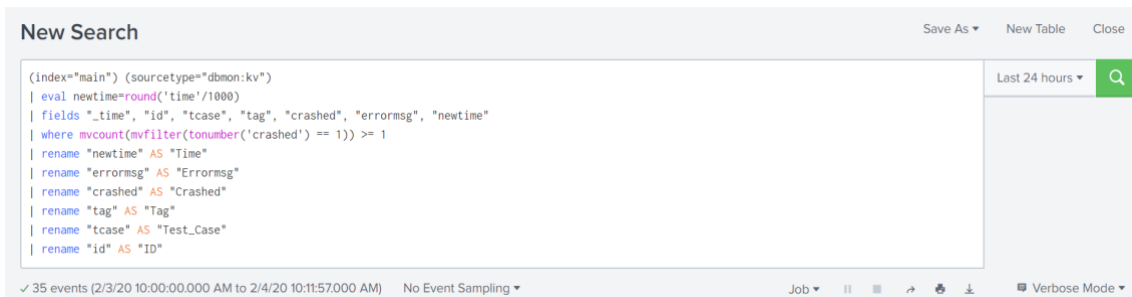 New Search
Save As ▾ New Table Close
(index="main") (sourcetype="dbmon:kv")
| eval newtime=round('time'/1000)
| fields "_time", "id", "tcase", "tag", "crashed", "errormsg", "newtime"
| where mvcount(mvfilter(tonumber('crashed') == 1)) >= 1
| rename "newtime" AS "Time"
| rename "errormsg" AS "Errormsg"
| rename "crashed" AS "Crashed"
| rename "tag" AS "Tag"
| rename "tcase" AS "Test_Case"
| rename "id" AS "ID"
Last 24 hours ▾
✓ 35 events (2/3/20 10:00:00.000 AM to 2/4/20 10:11:57.000 AM) No Event Sampling ▾ Job ▾ Verbose Mode ▾